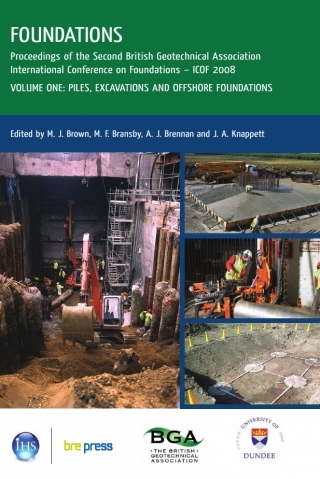 FOUNDATIONS
Proceedings of the Second British Geotechnical Association
International Conference on Foundations – ICOF 2008
VOLUME ONE: PILES, EXCAVATIONS AND OFFSHORE FOUNDATIONS
Edited by M. J. Brown, M. F. Bransby, A. J. Brennan and J. A. Knappett
IHS
bre press
BGA
• THE BRITISH
GEOTECHNICAL
ASSOCIATION
UNIVERSITY OF
DUNDEE